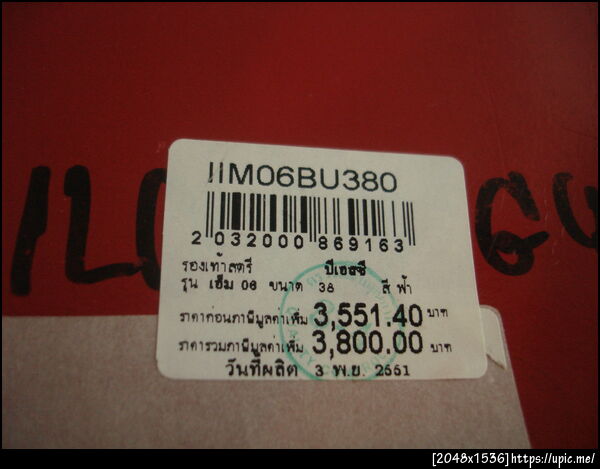 IIM06BU380
2 032000 869163
รองเท้าสตรี ปีเอสซี
รุ่น เอ็ม 06 ขนาด 38 สี ฟ้า
ราคาก่อนภาษีมูลค่าเพิ่ม 3,551.40 บาท
ราคารวมภาษีมูลค่าเพิ่ม 3,800.00 บาท
วันที่ผลิต 3 พ.ย. 2551
[2048x1536]https://upic.me/